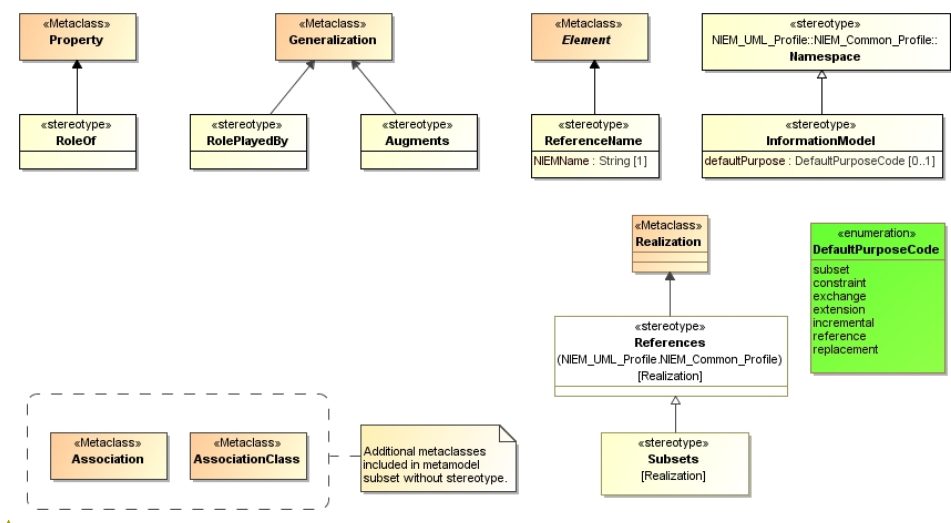 «Metaclass»
Property
«stereotype»
RoleOf
«Metaclass»
Generalization
«stereotype»
RolePlayedBy
«stereotype»
Augments
«Metaclass»
Element
«stereotype»
ReferenceName
NIEMName : String [1]
«stereotype»
NIEM_UML_Profile::NIEM_Common_Profile::
Namespace
«stereotype»
InformationModel
defaultPurpose : DefaultPurposeCode [0..1]
«Metaclass»
Realization
«stereotype»
References
(NIEM_UML_Profile.NIEM_Common_Profile)
[Realization]
«stereotype»
Subsets
[Realization]
«enumeration»
DefaultPurposeCode
subset
constraint
exchange
extension
incremental
reference
replacement
«Metaclass»
Association
«Metaclass»
AssociationClass
Additional metaclasses
included in metamodel
subset without stereotype.